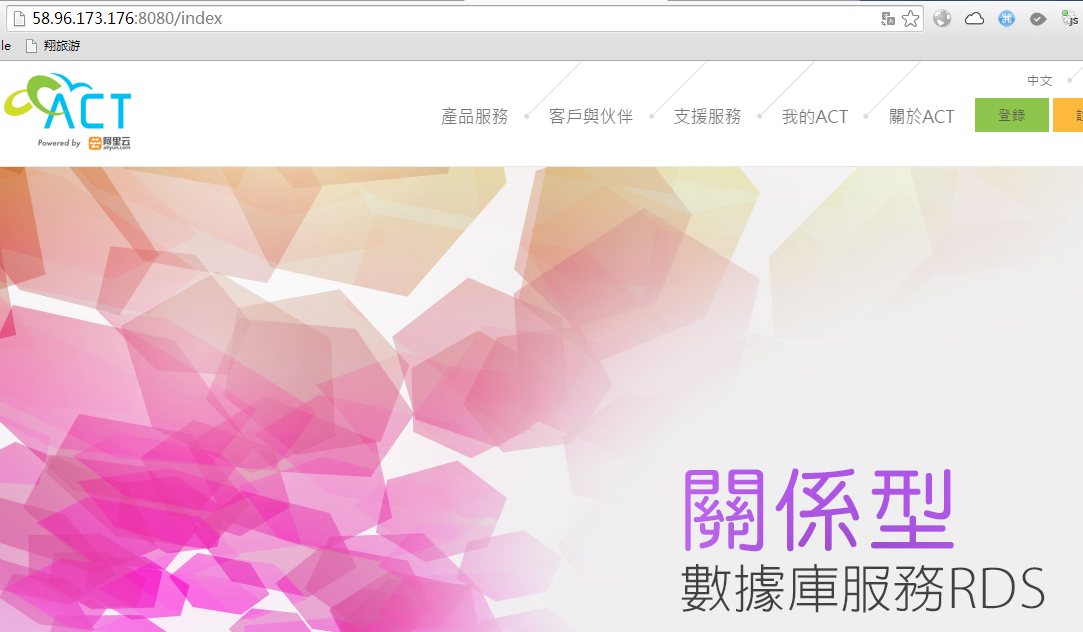 58.96.173.176:8080/index
le 翔旅游
中文
ACT
Powered by 阿里云
aliyun.com
產品服務 客戶與伙伴 支援服務 我的ACT 關於ACT 登錄
關係型
數據庫服務RDS